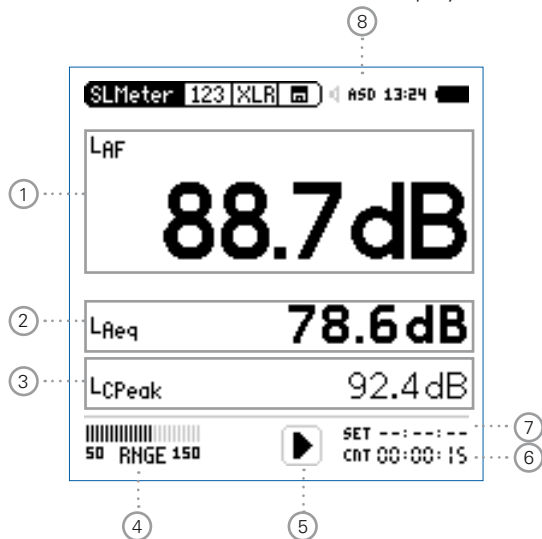 8
SLMeter 123 XLR ASD 13:24
LAF
1
88.7dB
2
LAeq 78.6dB
3
LCPeak 92.4dB
7
SET --:--:--
50 RNGE 150
CNT 00:00:15
6
4
5